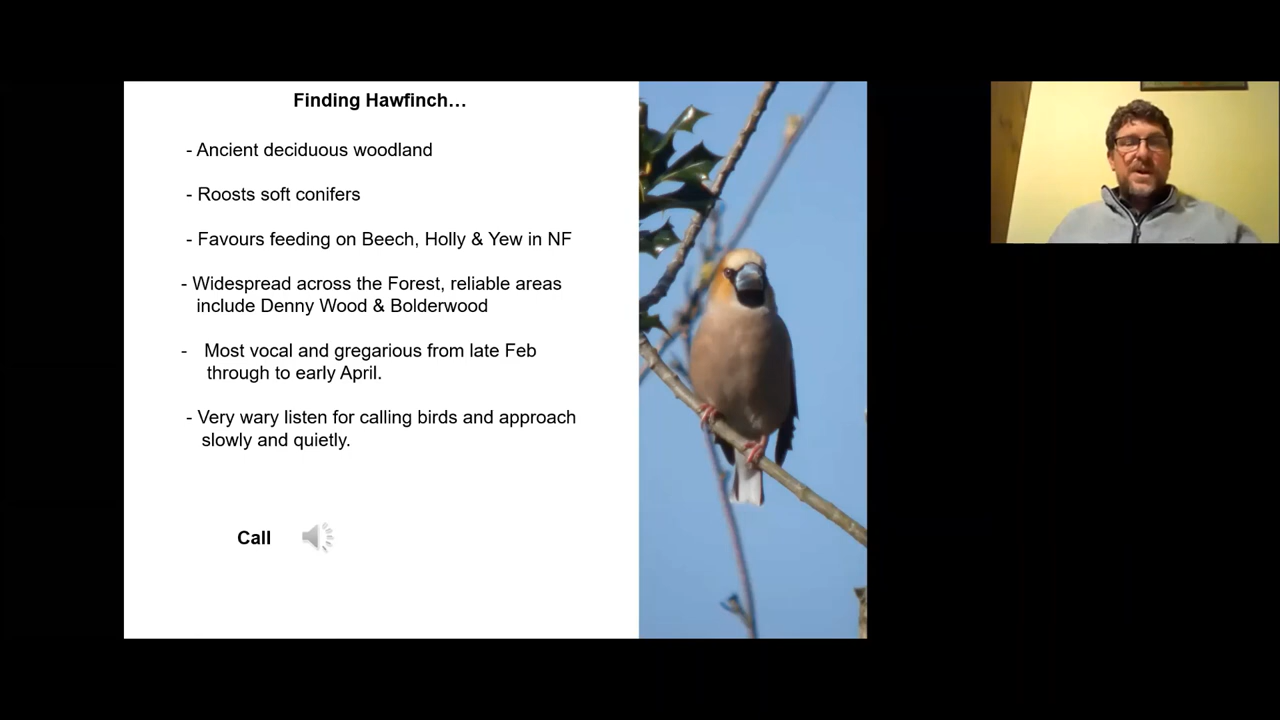 Finding Hawfinch…
- Ancient deciduous woodland
- Roosts soft conifers
- Favours feeding on Beech, Holly & Yew in NF
- Widespread across the Forest, reliable areas
include Denny Wood & Bolderwood
- Most vocal and gregarious from late Feb
through to early April.
- Very wary listen for calling birds and approach
slowly and quietly.
Call